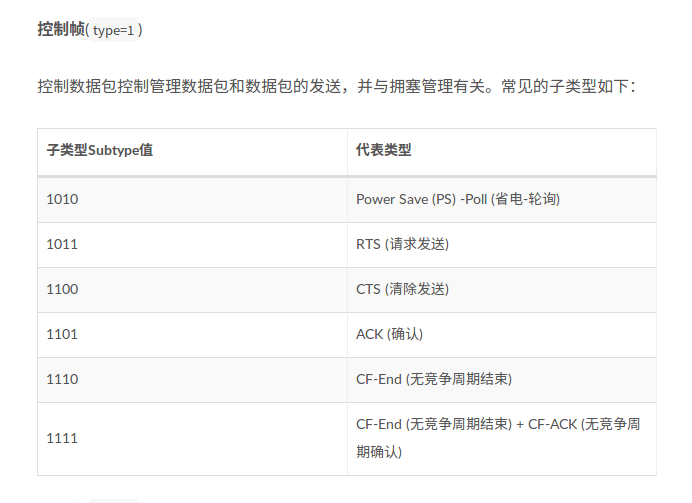 控制帧( type=1 )
控制数据包控制管理数据包和数据包的发送，并与拥塞管理有关。常见的子类型如下：
子类型Subtype值 代表类型
1010 Power Save (PS) -Poll (省电-轮询)
1011 RTS (请求发送)
1100 CTS (清除发送)
1101 ACK (确认)
1110 CF-End (无竞争周期结束)
1111 CF-End (无竞争周期结束) + CF-ACK (无竞争周
期确认)